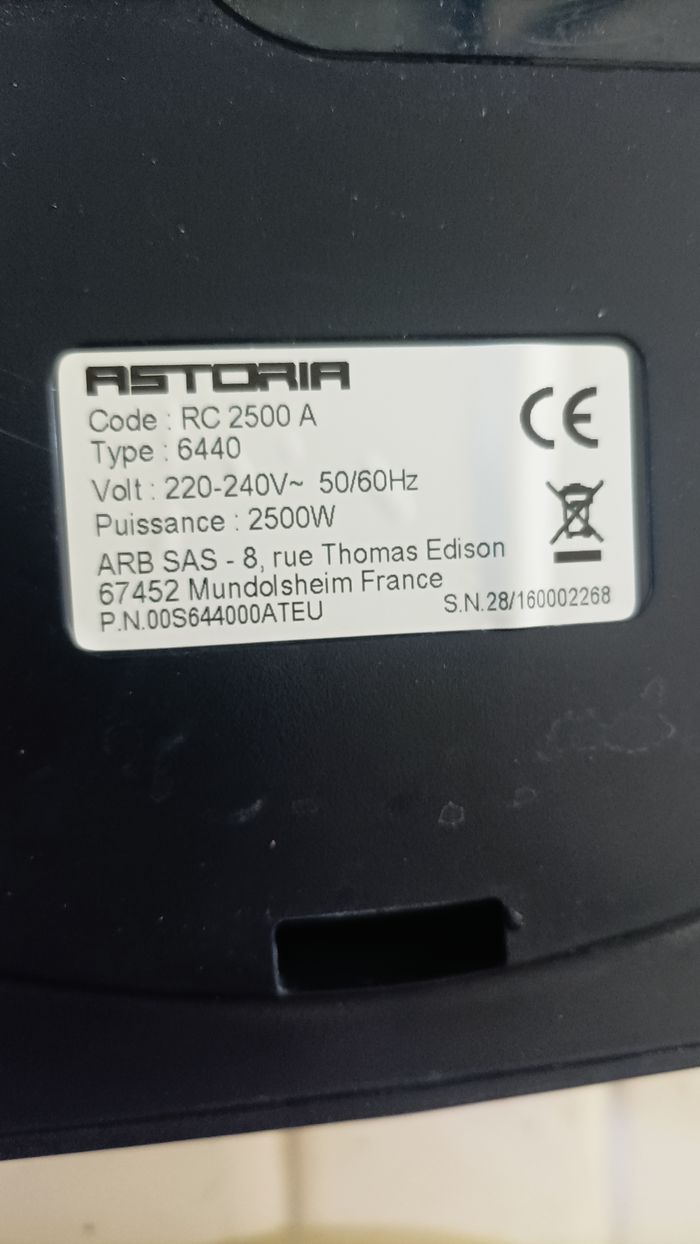 ASTORIA
Code : RC 2500 A
Type : 6440
Volt : 220-240V~ 50/60Hz
Puissance : 2500W
ARB SAS - 8, rue Thomas Edison
67452 Mundolsheim France
P.N.00S644000ATEU
S.N.28/160002268
CE